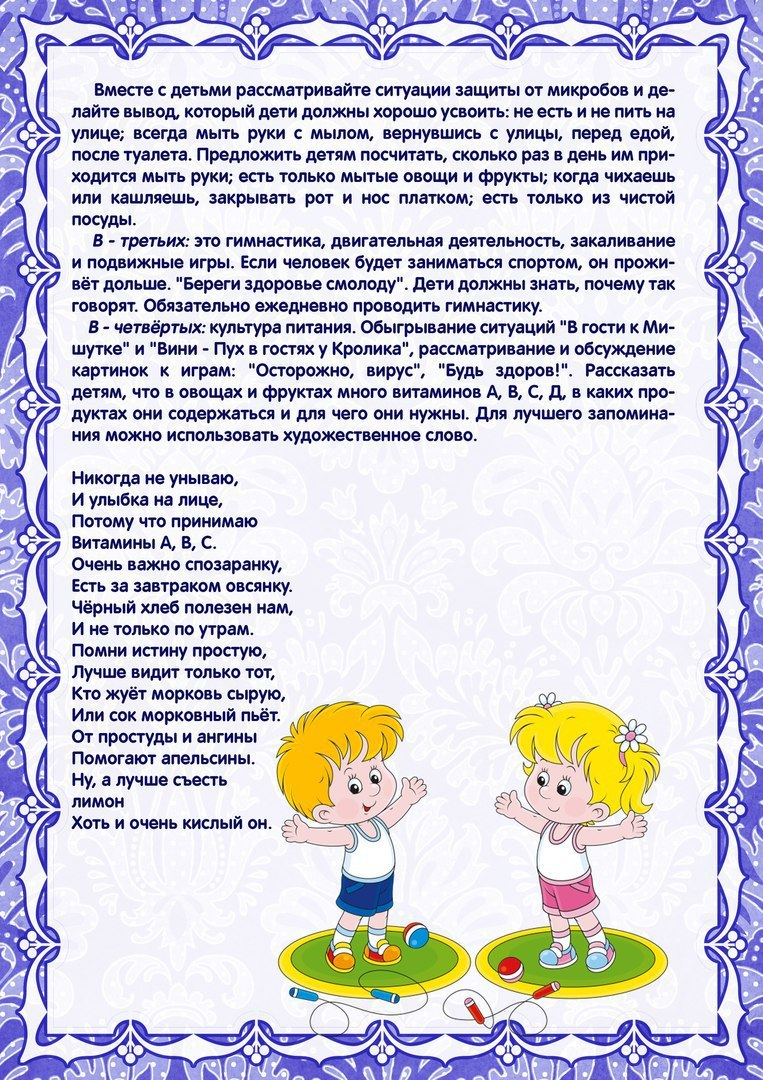 Вместе с детьми рассматривайте ситуации защиты от микробов и де-
лайте вывод, который дети должны хорошо усвоить: не есть и не пить на
улице; всегда мыть руки с мылом, вернувшись с улицы, перед едой,
после туалета. Предложить детям посчитать, сколько раз в день им при-
ходится мыть руки; есть только мытые овощи и фрукты; когда чихаешь
или кашляешь, закрывать рот и нос платком; есть только из чистой
посуды.
В - третьих: это гимнастика, двигательная деятельность, закаливание
и подвижные игры. Если человек будет заниматься спортом, он прожи-
вёт дольше. "Береги здоровье смолоду". Дети должны знать, почему так
говорят. Обязательно ежедневно проводить гимнастику.
В - четвёртых: культура питания. Обыгрывание ситуаций "В гости к Ми-
шутке" и "Вини - Пух в гостях у Кролика", рассматривание и обсуждение
картинок к играм: "Осторожно, вирус", "Будь здоров!". Рассказать
детям, что в овощах и фруктах много витаминов А, В, С, Д, в каких про-
дуктах они содержаться и для чего они нужны. Для лучшего запомина-
ния можно использовать художественное слово.
Никогда не унываю,
И улыбка на лице,
Потому что принимаю
Витамины А, В, С.
Очень важно спозаранку,
Есть за завтраком овсянку.
Чёрный хлеб полезен нам,
И не только по утрам.
Помни истину простую,
Лучше видит только тот,
Кто жуёт морковь сырую,
Или сок морковный пьёт.
От простуды и ангины
Помогают апельсины.
Ну, а лучше съесть
лимон
Хоть и очень кислый он.